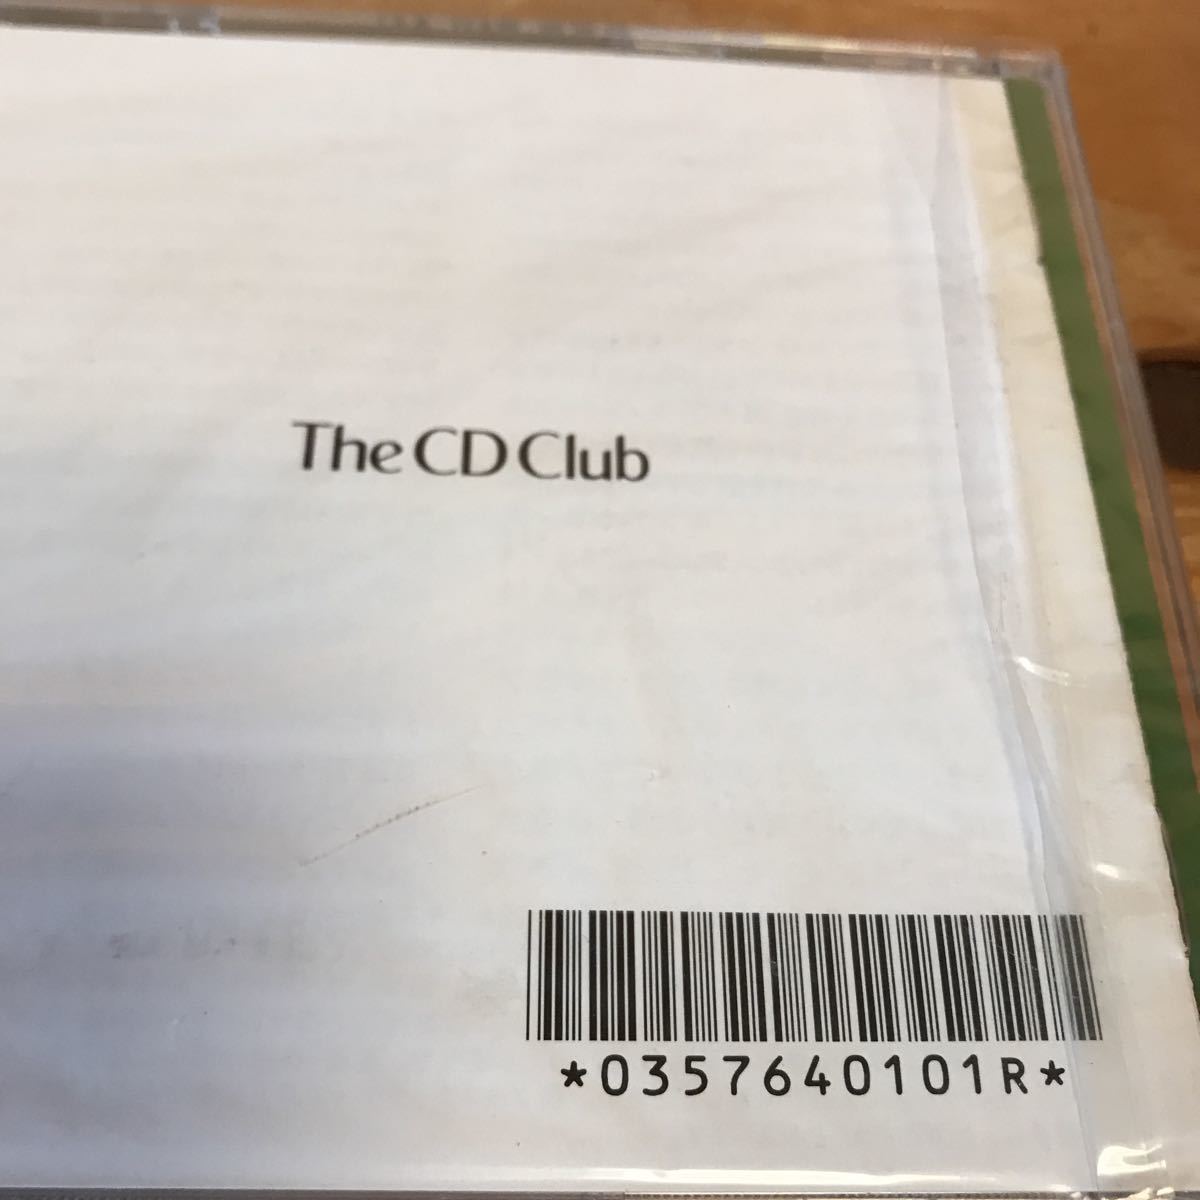 The CD Club
*0357640101R*